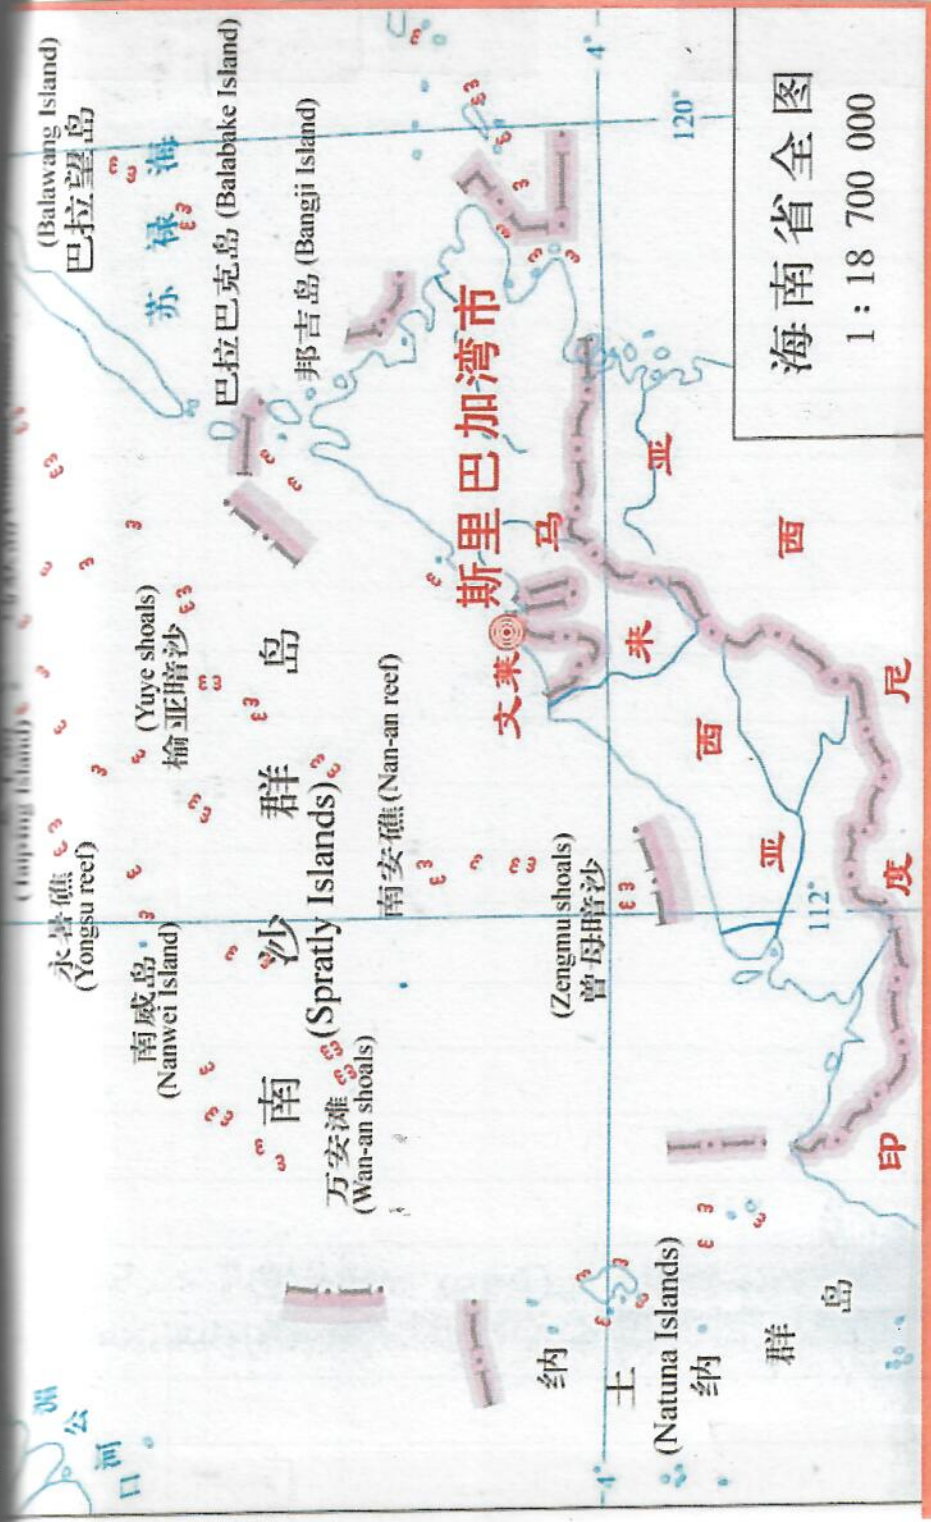 (Balawang Island)
巴拉望岛
苏禄海
巴拉巴克岛 (Balabake Island)
邦吉岛 (Bangji Island)
4°
120°
海南省全图
1 : 18 700 000
斯里巴加湾市
文莱
马
来
西
亚
亚
西
尼
度
印
(Yuye shoals)
榆亚暗沙
永暑礁
(Yongsu reef)
南威岛
(Nanwei Island)
南沙群岛
(Spratly Islands)
南安礁 (Nan-an reef)
万安滩
(Wan-an shoals)
(Zengmu shoals)
曾母暗沙
112°
(Natuna Islands)
纳土纳群岛
4°
湄公河口